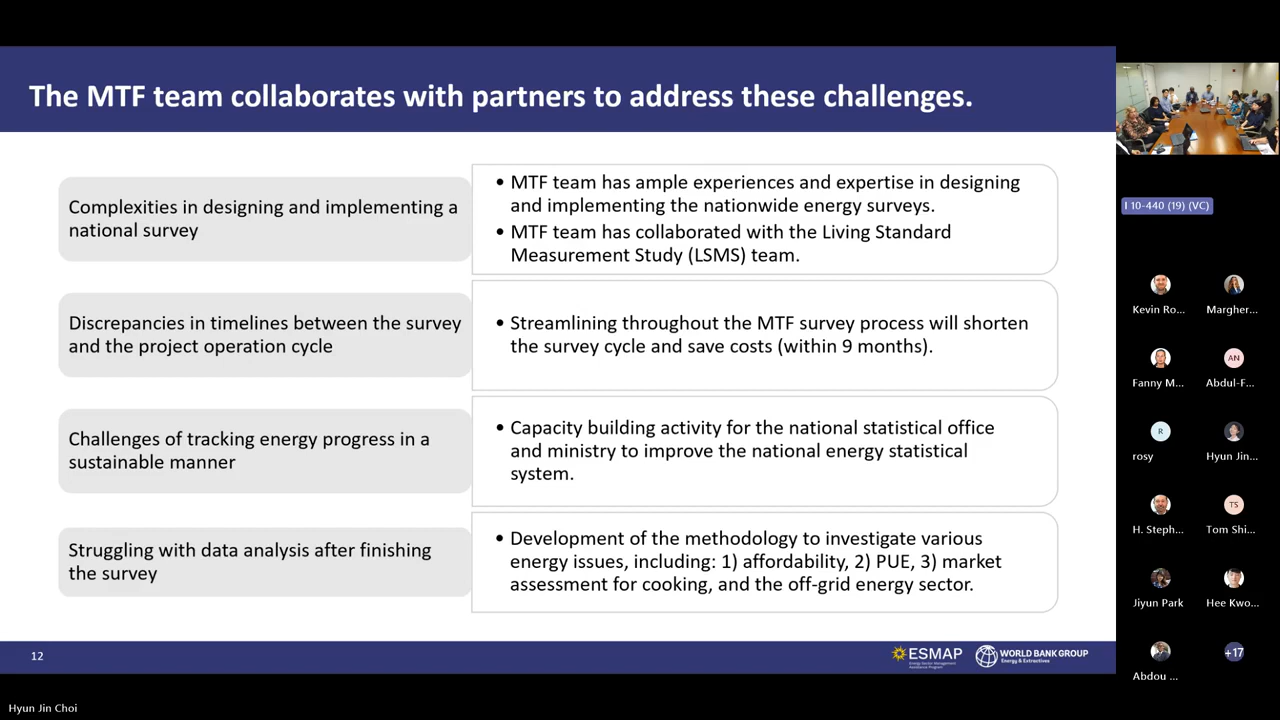 The MTF team collaborates with partners to address these challenges.
Complexities in designing and implementing a
national survey
• MTF team has ample experiences and expertise in designing
and implementing the nationwide energy surveys.
• MTF team has collaborated with the Living Standard
Measurement Study (LSMS) team.
Discrepancies in timelines between the survey
and the project operation cycle
• Streamlining throughout the MTF survey process will shorten
the survey cycle and save costs (within 9 months).
Challenges of tracking energy progress in a
sustainable manner
• Capacity building activity for the national statistical office
and ministry to improve the national energy statistical
system.
Struggling with data analysis after finishing
the survey
• Development of the methodology to investigate various
energy issues, including: 1) affordability, 2) PUE, 3) market
assessment for cooking, and the off-grid energy sector.
12
ESMAP
Energy Sector Management
Assistance Program
WORLD BANK GROUP
Energy & Extractives
I 10-440 (19) (VC)
Kevin Ro...
Margher...
Fanny M...
AN
Abdul-F...
R
rosy
Hyun Jin...
H. Steph...
TS
Tom Shi...
Jiyun Park
Hee Kwo...
Abdou ...
+17
Hyun Jin Choi